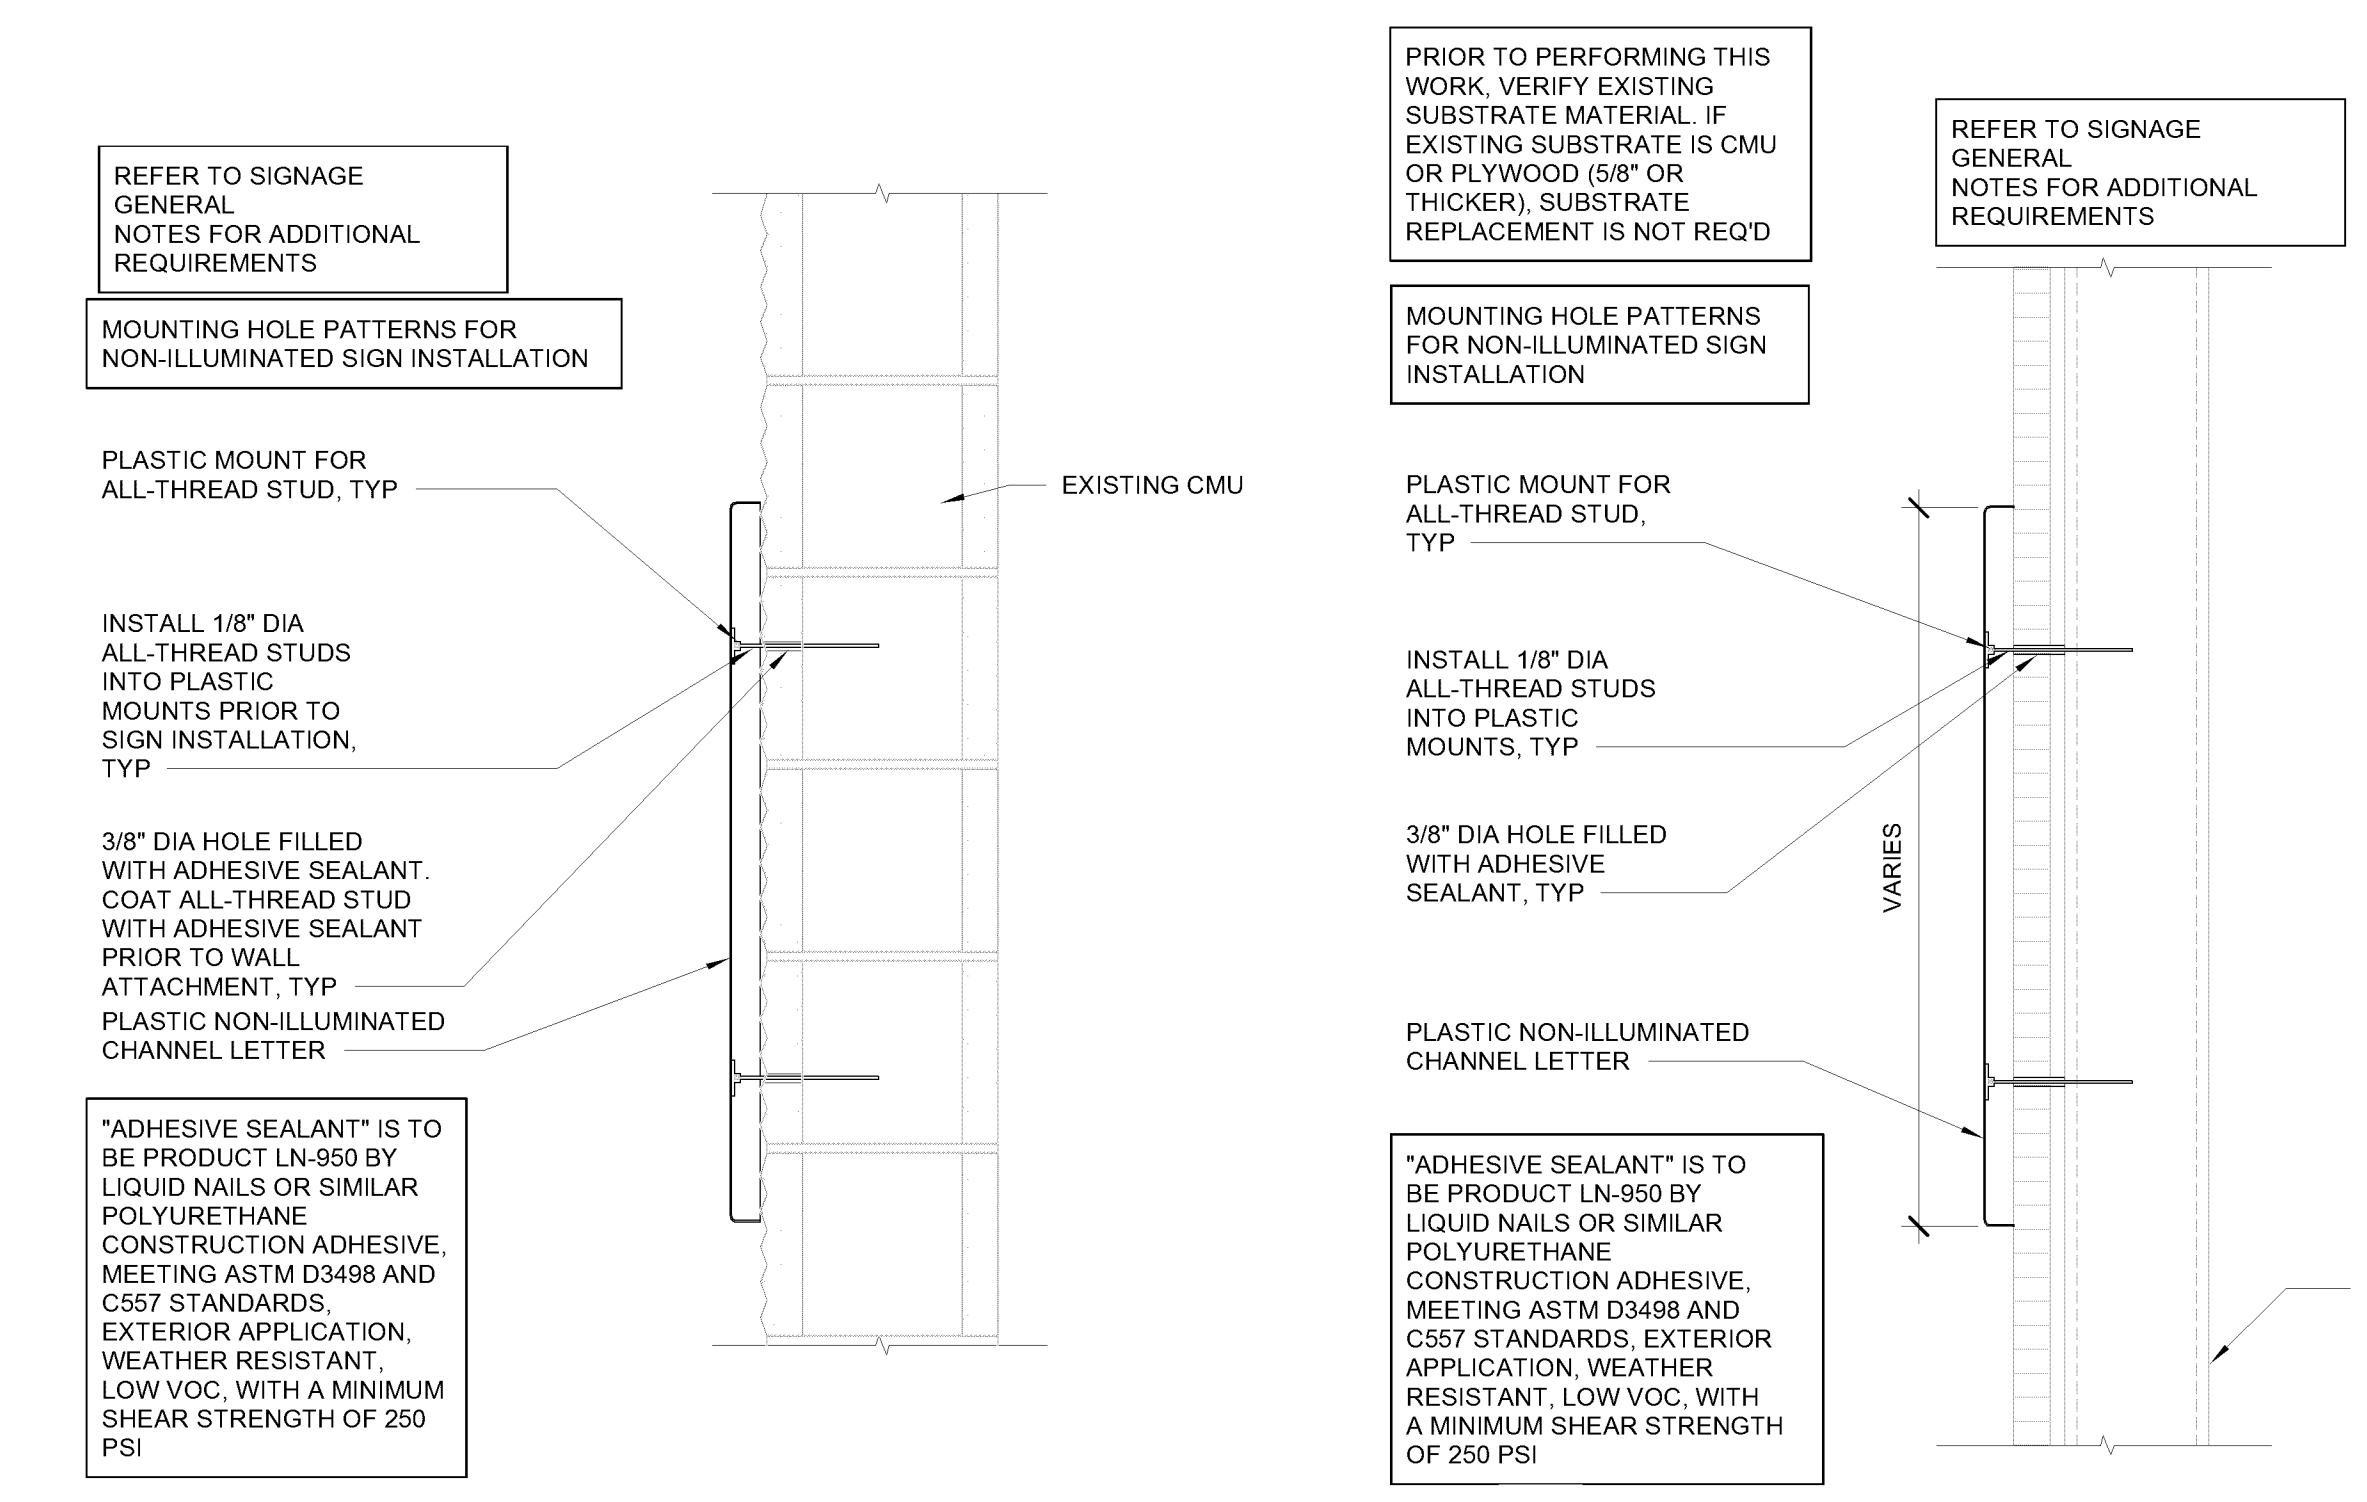 REFER TO SIGNAGE
GENERAL
NOTES FOR ADDITIONAL
REQUIREMENTS
MOUNTING HOLE PATTERNS FOR
NON-ILLUMINATED SIGN INSTALLATION
PLASTIC MOUNT FOR
ALL-THREAD STUD, TYP
INSTALL 1/8" DIA
ALL-THREAD STUDS
INTO PLASTIC
MOUNTS PRIOR TO
SIGN INSTALLATION,
TYP
3/8" DIA HOLE FILLED
WITH ADHESIVE SEALANT.
COAT ALL-THREAD STUD
WITH ADHESIVE SEALANT
PRIOR TO WALL
ATTACHMENT, TYP
PLASTIC NON-ILLUMINATED
CHANNEL LETTER
"ADHESIVE SEALANT" IS TO
BE PRODUCT LN-950 BY
LIQUID NAILS OR SIMILAR
POLYURETHANE
CONSTRUCTION ADHESIVE,
MEETING ASTM D3498 AND
C557 STANDARDS,
EXTERIOR APPLICATION,
WEATHER RESISTANT,
LOW VOC, WITH A MINIMUM
SHEAR STRENGTH OF 250
PSI
EXISTING CMU
PRIOR TO PERFORMING THIS
WORK, VERIFY EXISTING
SUBSTRATE MATERIAL. IF
EXISTING SUBSTRATE IS CMU
OR PLYWOOD (5/8" OR
THICKER), SUBSTRATE
REPLACEMENT IS NOT REQ'D
REFER TO SIGNAGE
GENERAL
NOTES FOR ADDITIONAL
REQUIREMENTS
MOUNTING HOLE PATTERNS
FOR NON-ILLUMINATED SIGN
INSTALLATION
PLASTIC MOUNT FOR
ALL-THREAD STUD,
TYP
INSTALL 1/8" DIA
ALL-THREAD STUDS
INTO PLASTIC
MOUNTS, TYP
3/8" DIA HOLE FILLED
WITH ADHESIVE
SEALANT, TYP
VARIES
PLASTIC NON-ILLUMINATED
CHANNEL LETTER
"ADHESIVE SEALANT" IS TO
BE PRODUCT LN-950 BY
LIQUID NAILS OR SIMILAR
POLYURETHANE
CONSTRUCTION ADHESIVE,
MEETING ASTM D3498 AND
C557 STANDARDS, EXTERIOR
APPLICATION, WEATHER
RESISTANT, LOW VOC, WITH
A MINIMUM SHEAR STRENGTH
OF 250 PSI